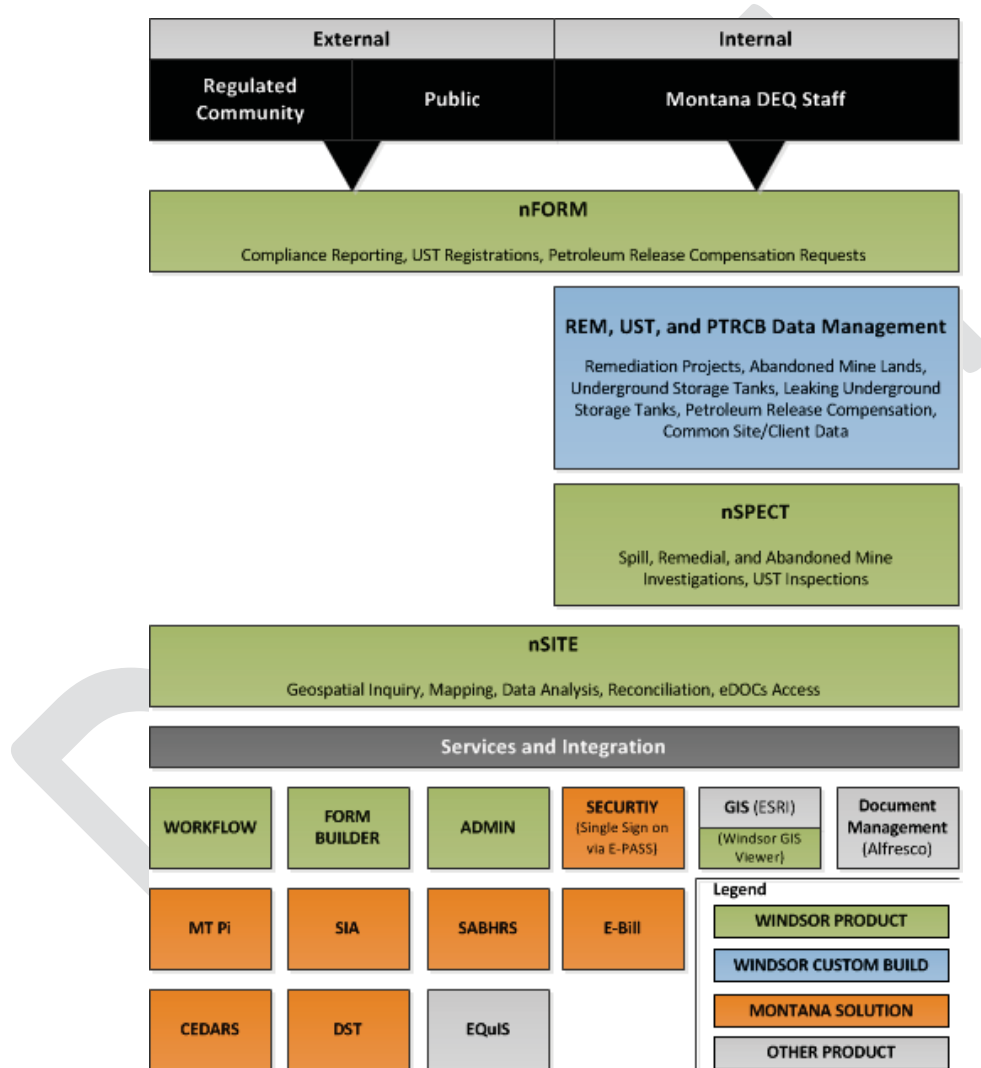 External
Internal
Regulated
Community
Public
Montana DEQ Staff
nFORM
Compliance Reporting, UST Registrations, Petroleum Release Compensation Requests
REM, UST, and PTRCB Data Management
Remediation Projects, Abandoned Mine Lands,
Underground Storage Tanks, Leaking Underground
Storage Tanks, Petroleum Release Compensation,
Common Site/Client Data
nSPECT
Spill, Remedial, and Abandoned Mine
Investigations, UST Inspections
nSITE
Geospatial Inquiry, Mapping, Data Analysis, Reconciliation, eDOCs Access
Services and Integration
WORKFLOW
FORM
BUILDER
ADMIN
SECURTIY
(Single Sign on
via E-PASS)
GIS (ESRI)
(Windsor GIS
Viewer)
Document
Management
(Alfresco)
MT Pi
SIA
SABHRS
E-Bill
CEDARS
DST
EQuIS
Legend
WINDSOR PRODUCT
WINDSOR CUSTOM BUILD
MONTANA SOLUTION
OTHER PRODUCT